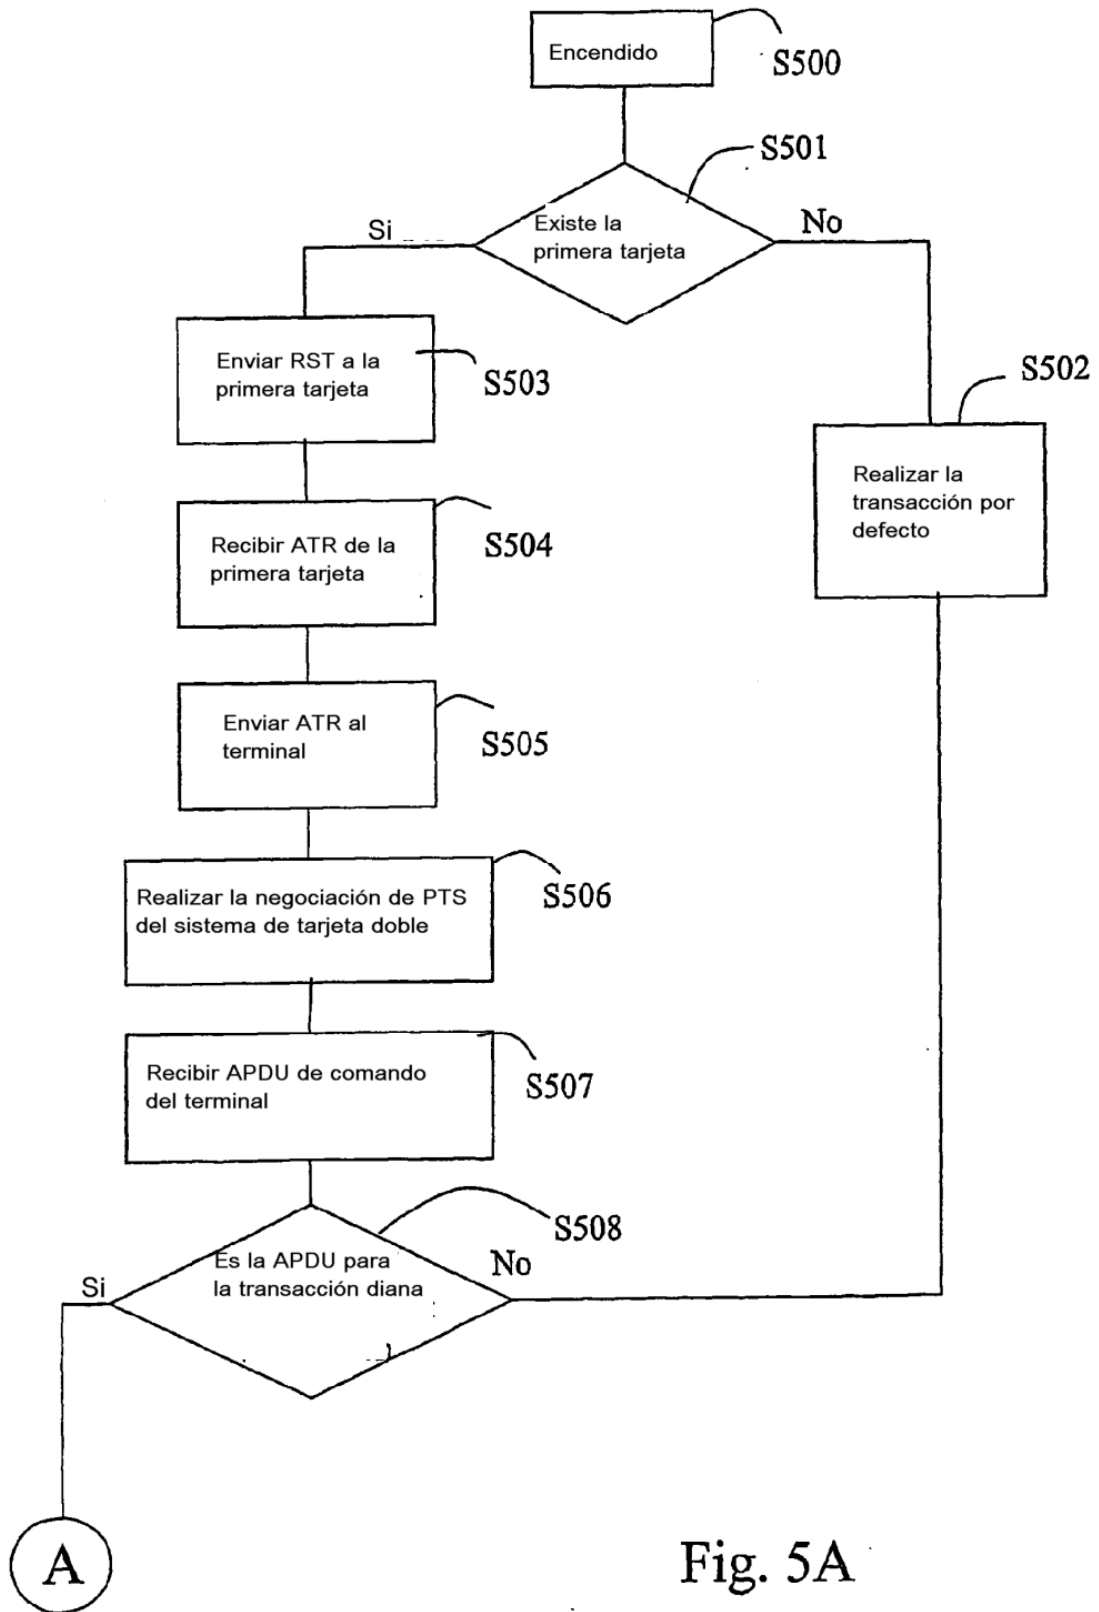 Encendido
S500
S501
Existe la
primera tarjeta
Si
No
Enviar RST a la
primera tarjeta
S503
S502
Realizar la
transacción por
defecto
Recibir ATR de la
primera tarjeta
S504
Enviar ATR al
terminal
S505
Realizar la negociación de PTS
del sistema de tarjeta doble
S506
Recibir APDU de comando
del terminal
S507
S508
Es la APDU para
la transacción diana
Si
No
A
Fig. 5A